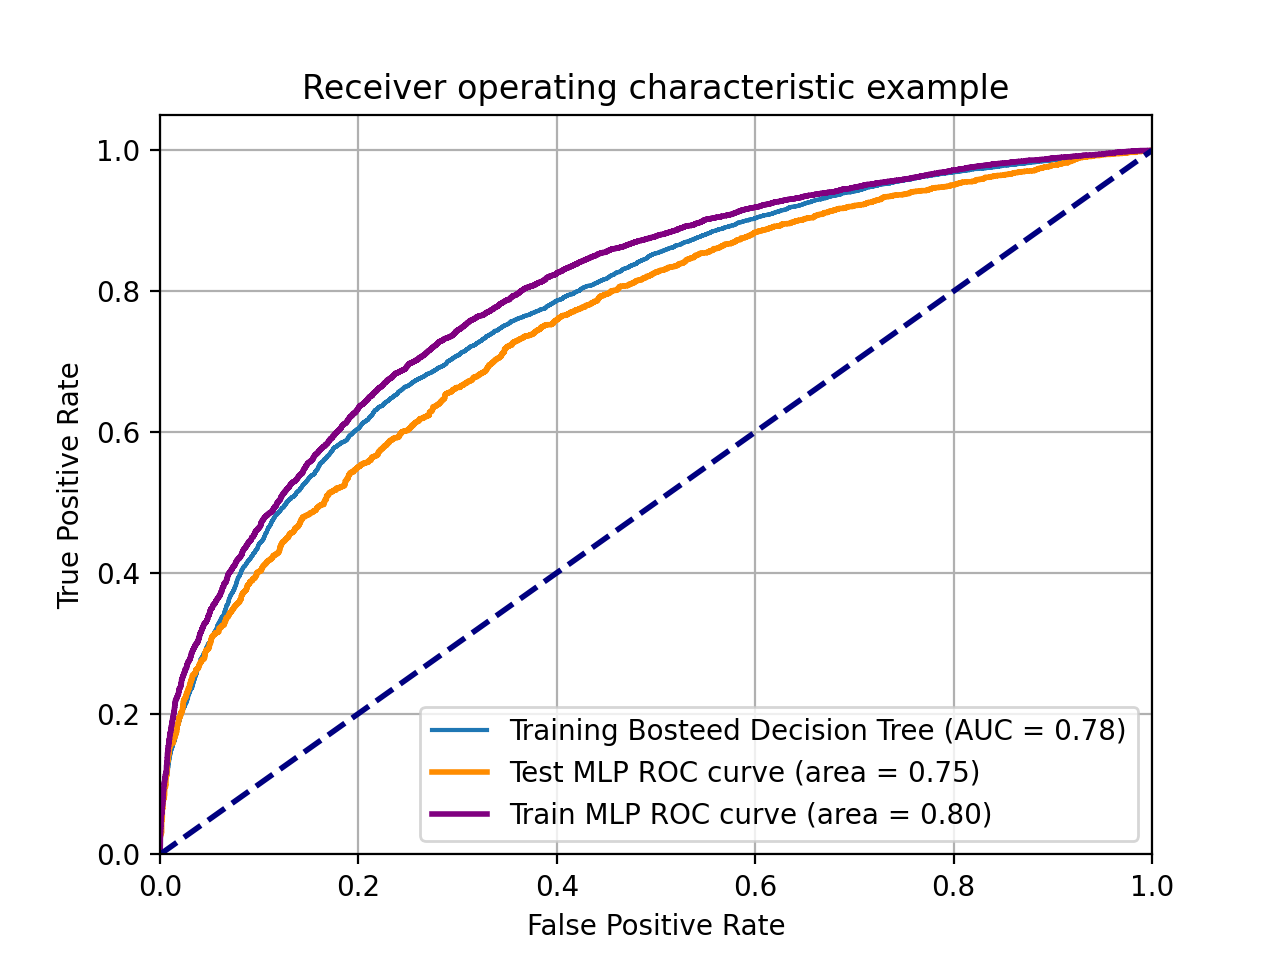 Receiver operating characteristic example
True Positive Rate
1.0
0.8
0.6
0.4
0.2
0.0
Training Bosteed Decision Tree (AUC = 0.78)
Test MLP ROC curve (area = 0.75)
Train MLP ROC curve (area = 0.80)
0.0 0.2 0.4 0.6 0.8 1.0
False Positive Rate